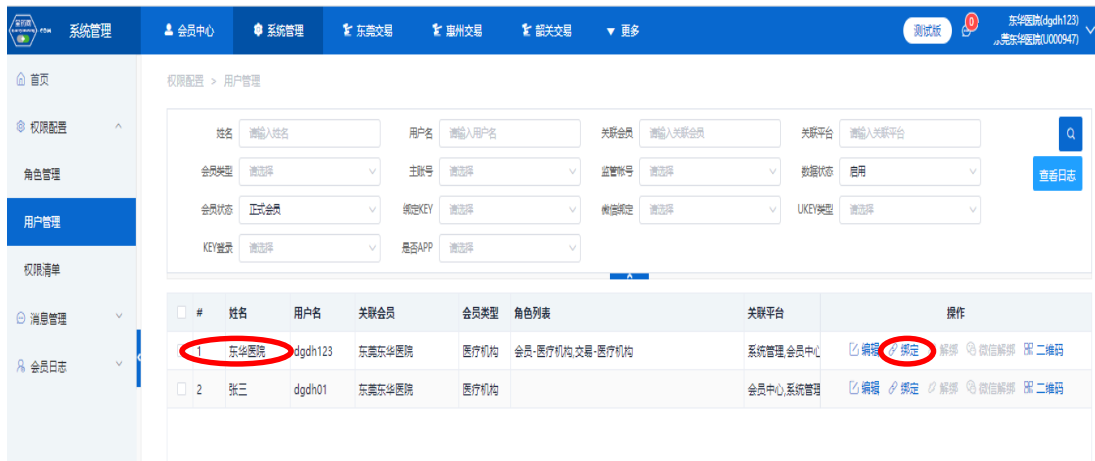 系统管理 会员中心 系统管理 东莞交易 惠州交易 韶关交易 更多 测试版 0 东华医院(dgdh123)
东莞东华医院(U000947)
首页 权限配置 > 用户管理
权限配置 姓名 请输入姓名 用户名 请输入用户名 关联会员 请输入关联会员 关联平台 请输入关联平台
角色管理 会员类型 请选择 主账号 请选择 监管帐号 请选择 数据状态 启用 查看日志
用户管理 会员状态 正式会员 绑定KEY 请选择 微信绑定 请选择 UKEY类型 请选择
KEY登录 请选择 是否APP 请选择
权限清单
消息管理 # 姓名 用户名 关联会员 会员类型 角色列表 关联平台 操作
会员日志 1 东华医院 dgdh123 东莞东华医院 医疗机构 会员-医疗机构,交易-医疗机构 系统管理,会员中心 编辑 绑定 解绑 微信解绑 二维码
2 张三 dgdh01 东莞东华医院 医疗机构 会员中心,系统管理 编辑 绑定 解绑 微信解绑 二维码